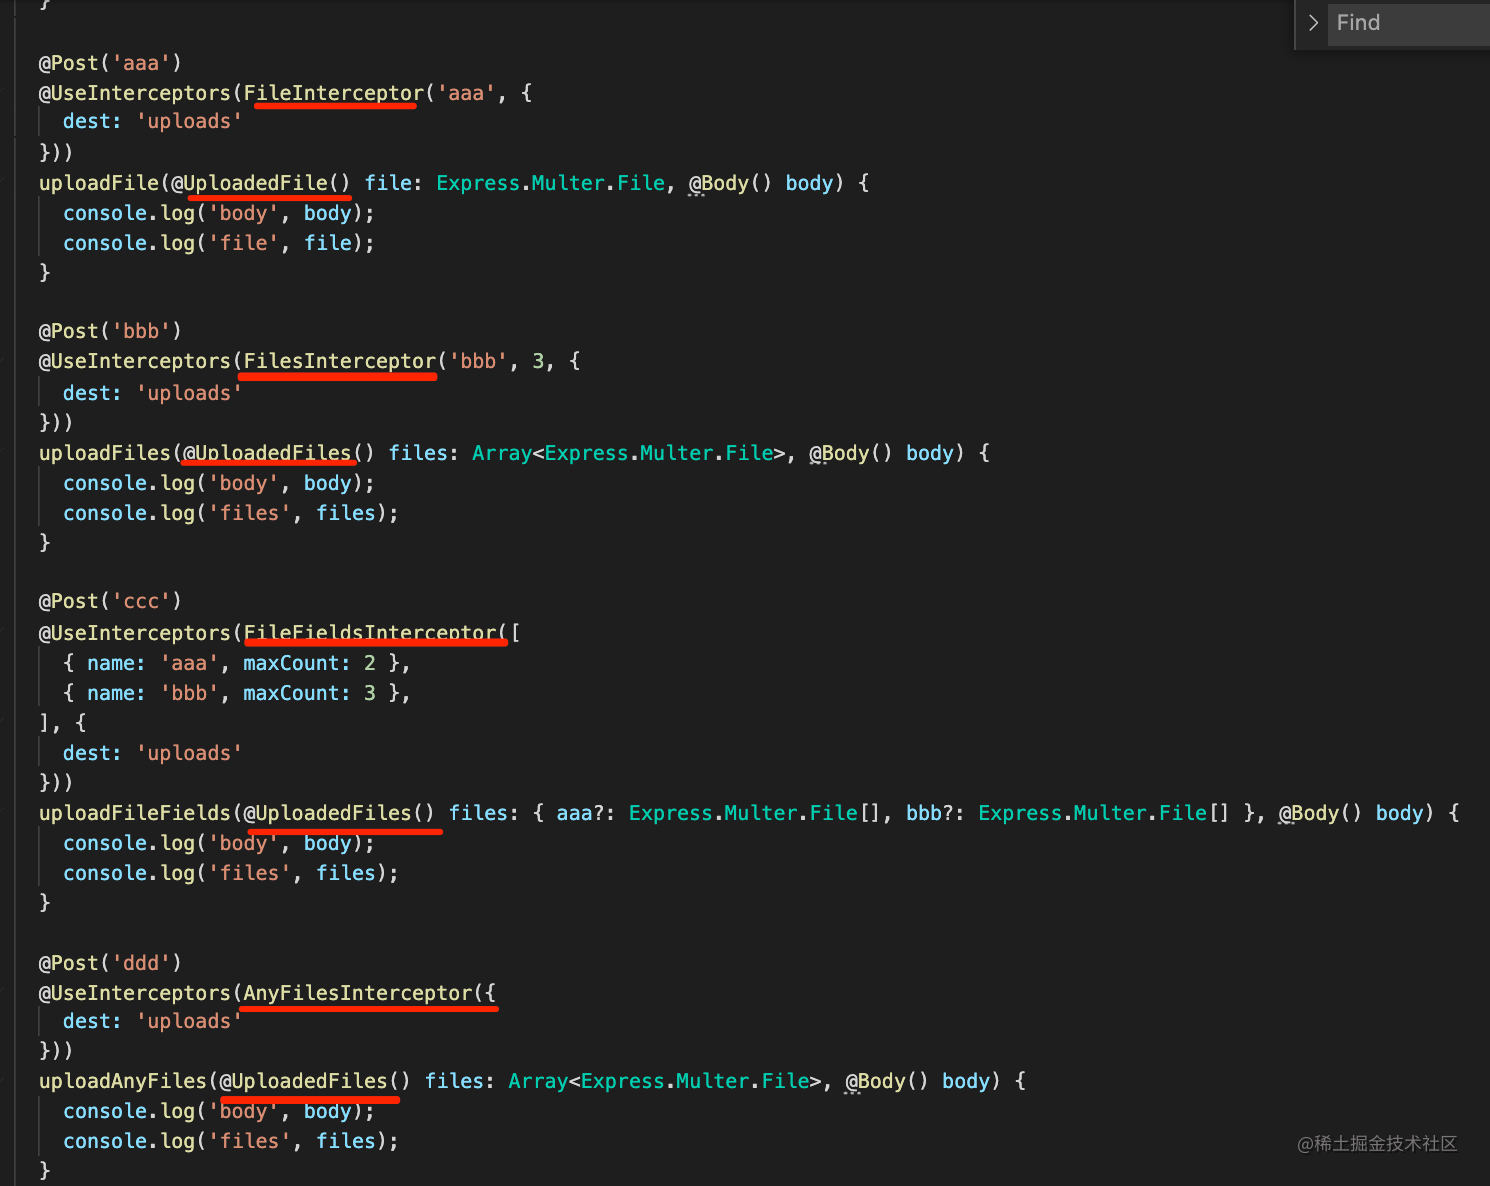 }
Find
@Post('aaa')
@UseInterceptors(FileInterceptor('aaa', {
  dest: 'uploads'
}))
uploadFile(@UploadedFile() file: Express.Multer.File, @Body() body) {
  console.log('body', body);
  console.log('file', file);
}

@Post('bbb')
@UseInterceptors(FilesInterceptor('bbb', 3, {
  dest: 'uploads'
}))
uploadFiles(@UploadedFiles() files: Array<Express.Multer.File>, @Body() body) {
  console.log('body', body);
  console.log('files', files);
}

@Post('ccc')
@UseInterceptors(FileFieldsInterceptor([
  { name: 'aaa', maxCount: 2 },
  { name: 'bbb', maxCount: 3 },
], {
  dest: 'uploads'
}))
uploadFileFields(@UploadedFiles() files: { aaa?: Express.Multer.File[], bbb?: Express.Multer.File[] }, @Body() body) {
  console.log('body', body);
  console.log('files', files);
}

@Post('ddd')
@UseInterceptors(AnyFilesInterceptor({
  dest: 'uploads'
}))
uploadAnyFiles(@UploadedFiles() files: Array<Express.Multer.File>, @Body() body) {
  console.log('body', body);
  console.log('files', files);
}
@稀土掘金技术社区